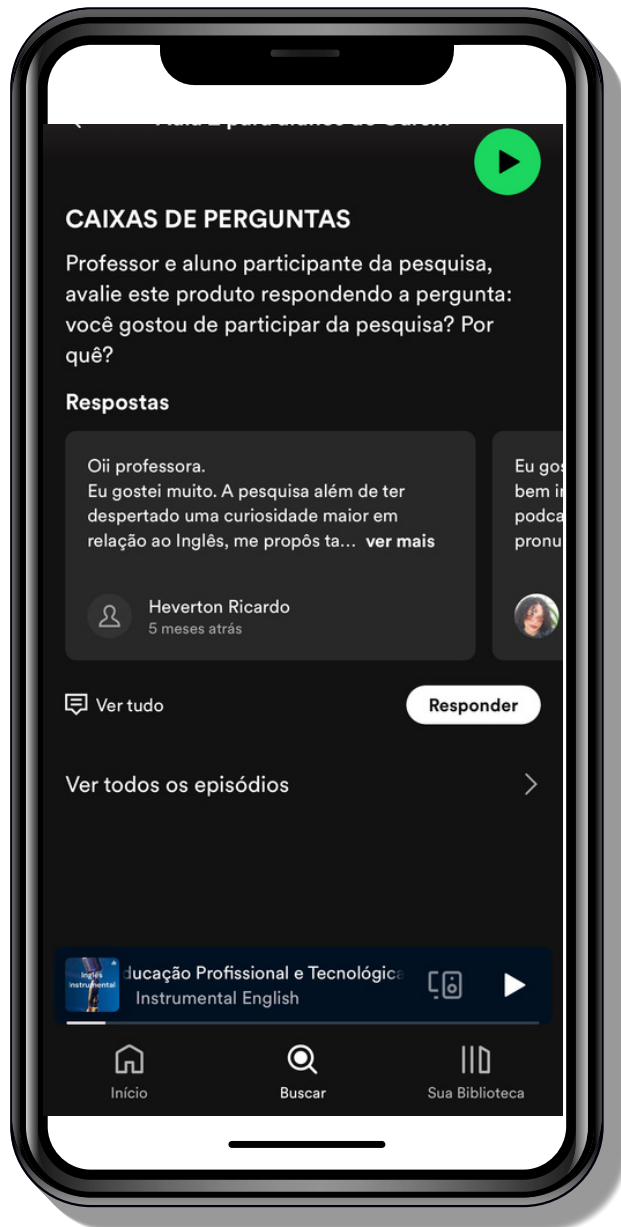 CAIXAS DE PERGUNTAS
Professor e aluno participante da pesquisa,
avalie este produto respondendo a pergunta:
você gostou de participar da pesquisa? Por
quê?
Respostas
Oii professora.
Eu gostei muito. A pesquisa além de ter
despertado uma curiosidade maior em
relação ao Inglês, me propôs ta... ver mais
Heverton Ricardo
5 meses atrás
Eu gos
bem i
podca
pronu
Ver tudo
Responder
Ver todos os episódios
Inglês
Instrumental
ducação Profissional e Tecnológica
Instrumental English
Início
Buscar
Sua Biblioteca